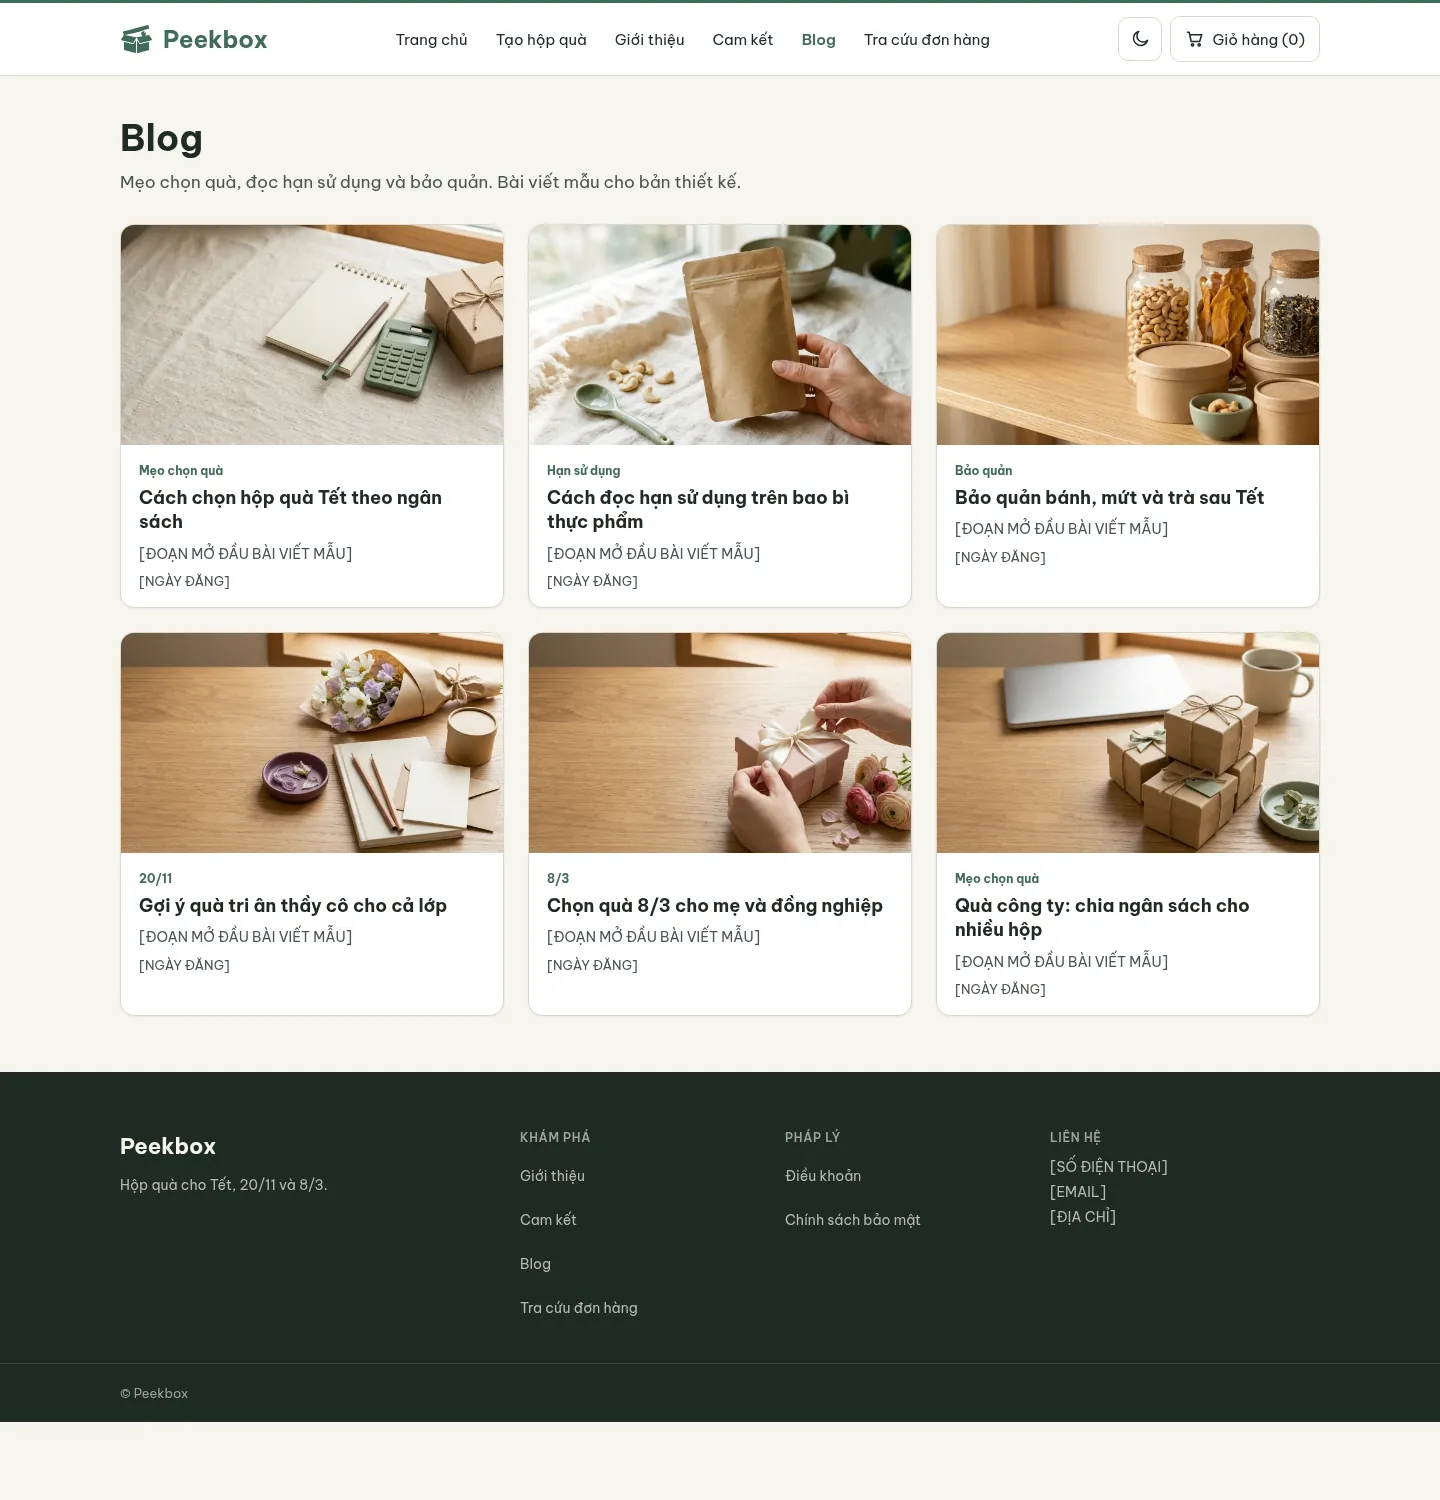 Peekbox
Trang chủ
Tạo hộp quà
Giới thiệu
Cam kết
Blog
Tra cứu đơn hàng
Giỏ hàng (0)
Blog
Mẹo chọn quà, đọc hạn sử dụng và bảo quản. Bài viết mẫu cho bản thiết kế.
Mẹo chọn quà
Cách chọn hộp quà Tết theo ngân
sách
[ĐOẠN MỞ ĐẦU BÀI VIẾT MẪU]
[NGÀY ĐĂNG]
Hạn sử dụng
Cách đọc hạn sử dụng trên bao bì
thực phẩm
[ĐOẠN MỞ ĐẦU BÀI VIẾT MẪU]
[NGÀY ĐĂNG]
Bảo quản
Bảo quản bánh, mứt và trà sau Tết
[ĐOẠN MỞ ĐẦU BÀI VIẾT MẪU]
[NGÀY ĐĂNG]
20/11
Gợi ý quà tri ân thầy cô cho cả lớp
[ĐOẠN MỞ ĐẦU BÀI VIẾT MẪU]
[NGÀY ĐĂNG]
8/3
Chọn quà 8/3 cho mẹ và đồng nghiệp
[ĐOẠN MỞ ĐẦU BÀI VIẾT MẪU]
[NGÀY ĐĂNG]
Mẹo chọn quà
Quà công ty: chia ngân sách cho
nhiều hộp
[ĐOẠN MỞ ĐẦU BÀI VIẾT MẪU]
[NGÀY ĐĂNG]
Peekbox
Hộp quà cho Tết, 20/11 và 8/3.
KHÁM PHÁ
Giới thiệu
Cam kết
Blog
Tra cứu đơn hàng
PHÁP LÝ
Điều khoản
Chính sách bảo mật
LIÊN HỆ
[SỐ ĐIỆN THOẠI]
[EMAIL]
[ĐỊA CHỈ]
© Peekbox